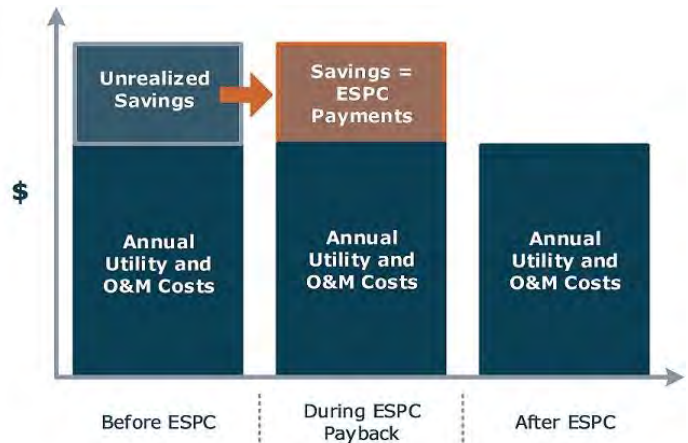 Unrealized
Savings
Savings =
ESPC
Payments
$
Annual
Utility and
O&M Costs
Annual
Utility and
O&M Costs
Annual
Utility and
O&M Costs
Before ESPC
During ESPC
Payback
After ESPC